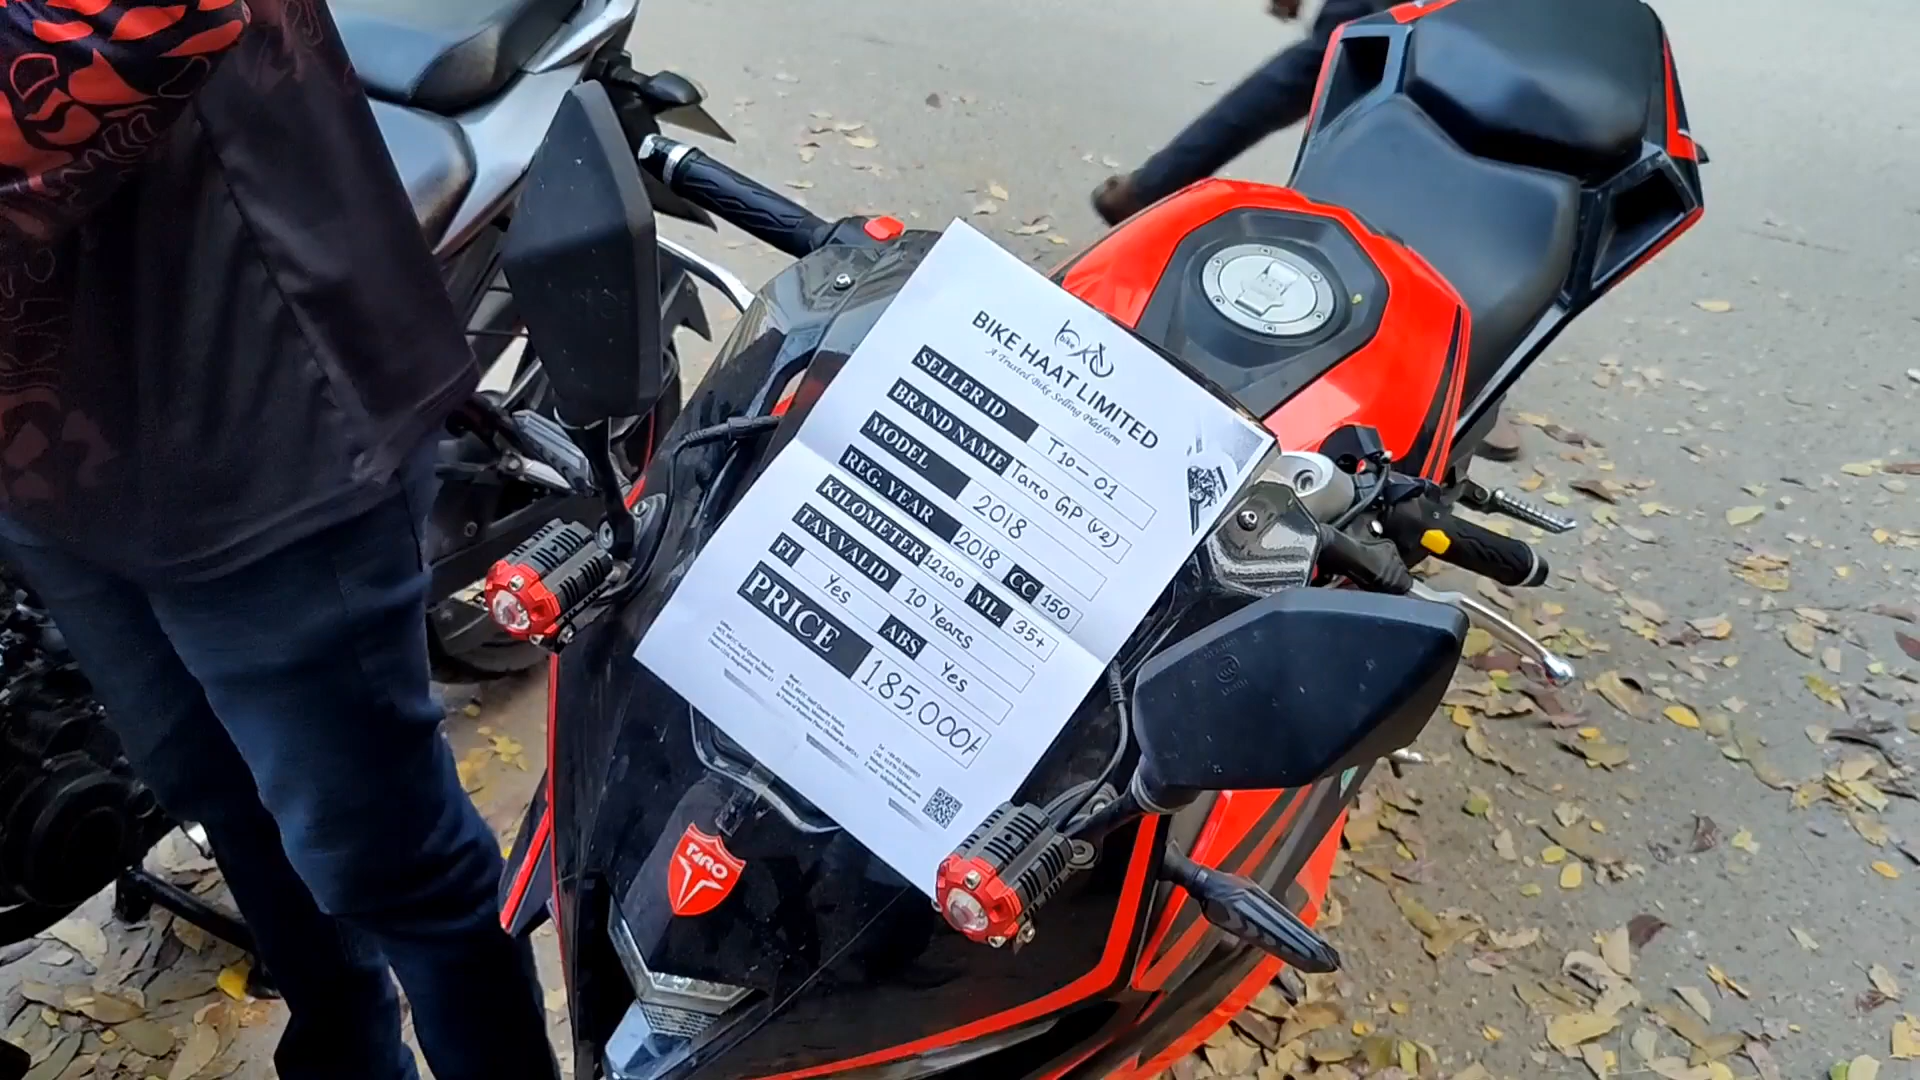 bike
BIKE HAAT LIMITED
A Trusted Bike Selling Platform
SELLER ID T10-01
BRAND NAME Taro GP (v2)
MODEL 2018
REG. YEAR 2018 CC 150
KILOMETER 12100 ML 35+
TAX VALID 10 Years
FI Yes ABS Yes
PRICE 1,85,000/-
TARO